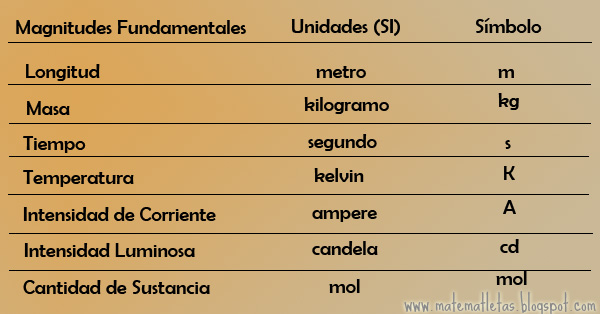 Magnitudes Fundamentales Unidades (SI) Símbolo
Longitud metro m
Masa kilogramo kg
Tiempo segundo s
Temperatura kelvin K
Intensidad de Corriente ampere A
Intensidad Luminosa candela cd
Cantidad de Sustancia mol mol
www.matematletas.blogspot.com